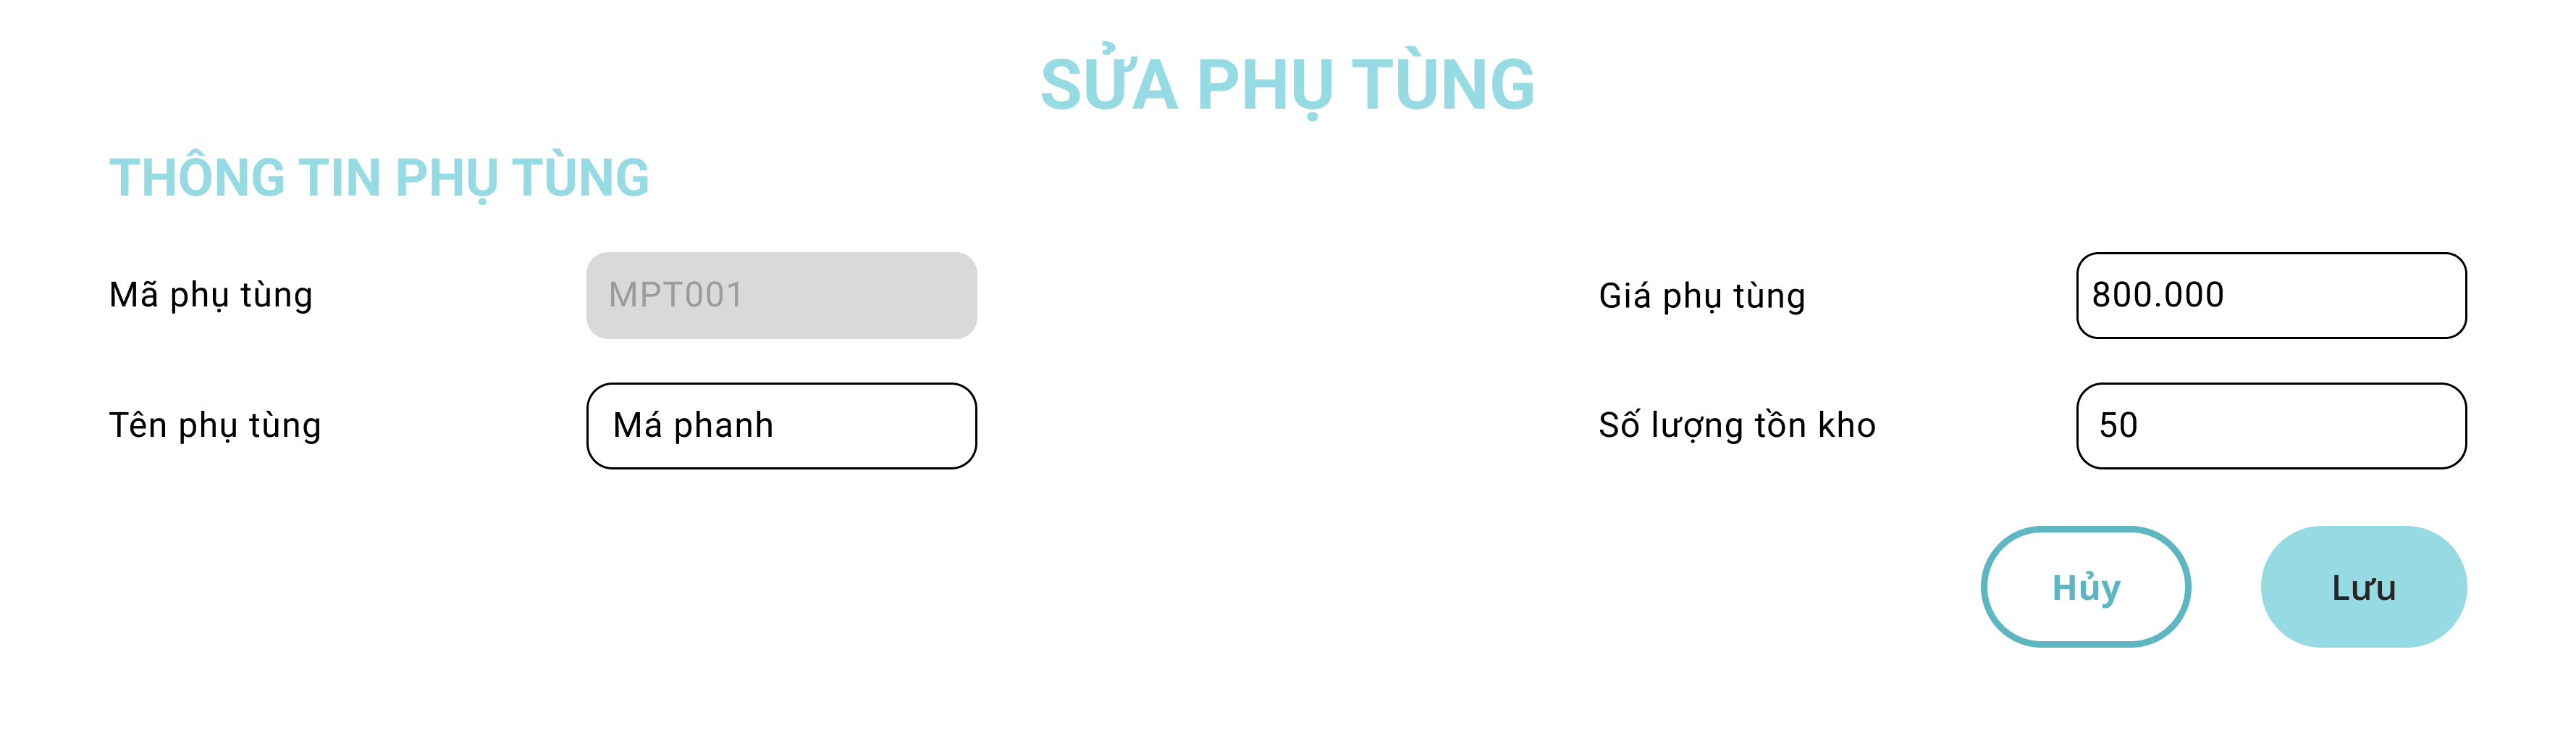 SỬA PHỤ TÙNG
THÔNG TIN PHỤ TÙNG
Mã phụ tùng MPT001 Giá phụ tùng 800.000
Tên phụ tùng Má phanh Số lượng tồn kho 50
Hủy Lưu